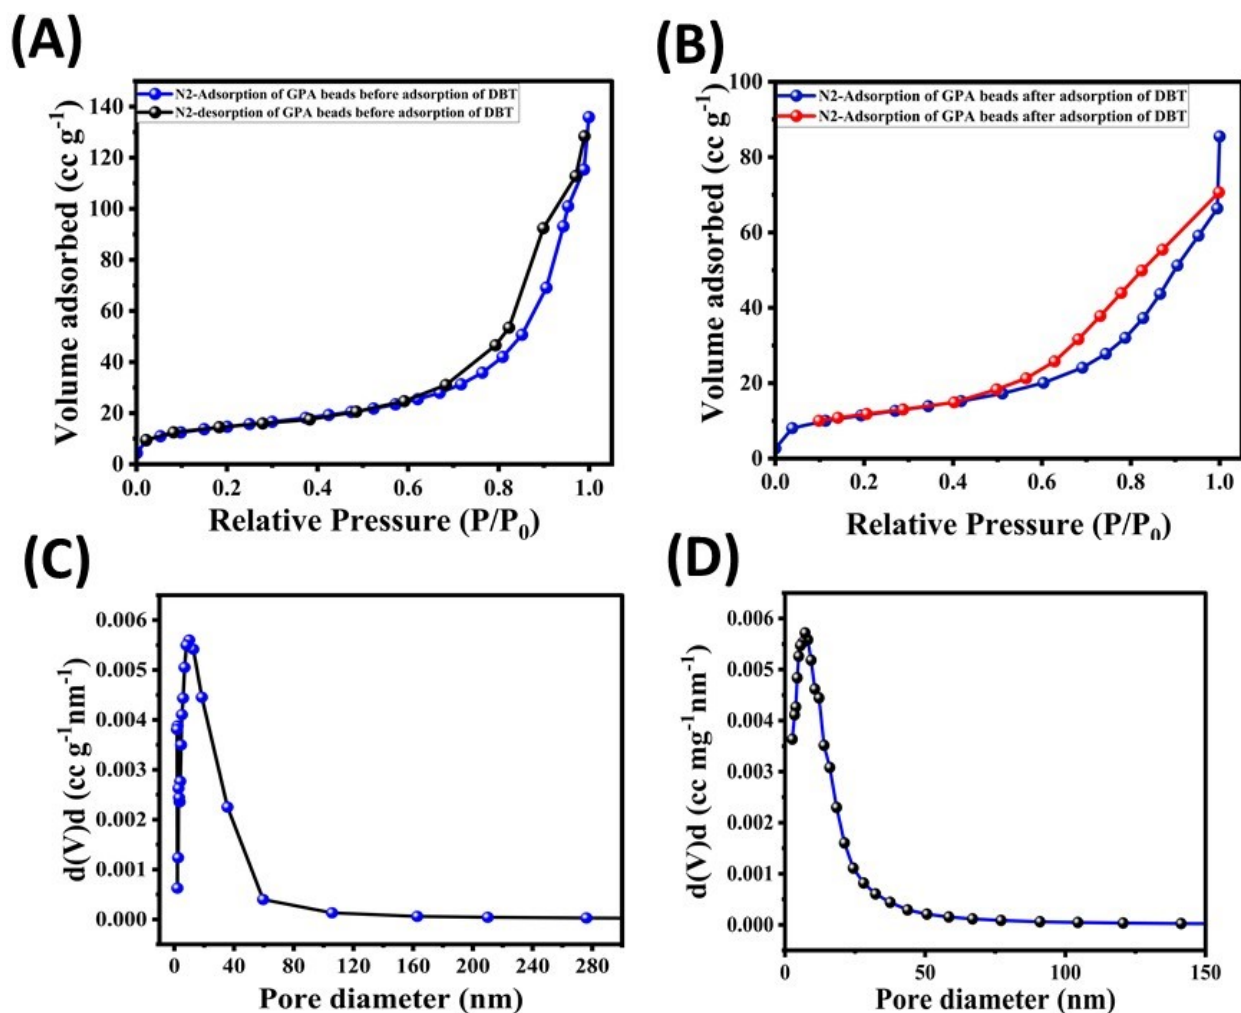 (A)
N2-Adsorption of GPA beads before adsorption of DBT
N2-desorption of GPA beads before adsorption of DBT
Volume adsorbed (cc g-1)
140
120
100
80
60
40
20
0
0.0 0.2 0.4 0.6 0.8 1.0
Relative Pressure (P/P0)
(B)
N2-Adsorption of GPA beads after adsorption of DBT
N2-Adsorption of GPA beads after adsorption of DBT
Volume adsorbed (cc g-1)
100
80
60
40
20
0
0.0 0.2 0.4 0.6 0.8 1.0
Relative Pressure (P/P0)
(C)
d(V)d (cc g-1nm-1)
0.006
0.005
0.004
0.003
0.002
0.001
0.000
0 40 80 120 160 200 240 280
Pore diameter (nm)
(D)
d(V)d (cc mg-1nm-1)
0.006
0.005
0.004
0.003
0.002
0.001
0.000
0 50 100 150
Pore diameter (nm)